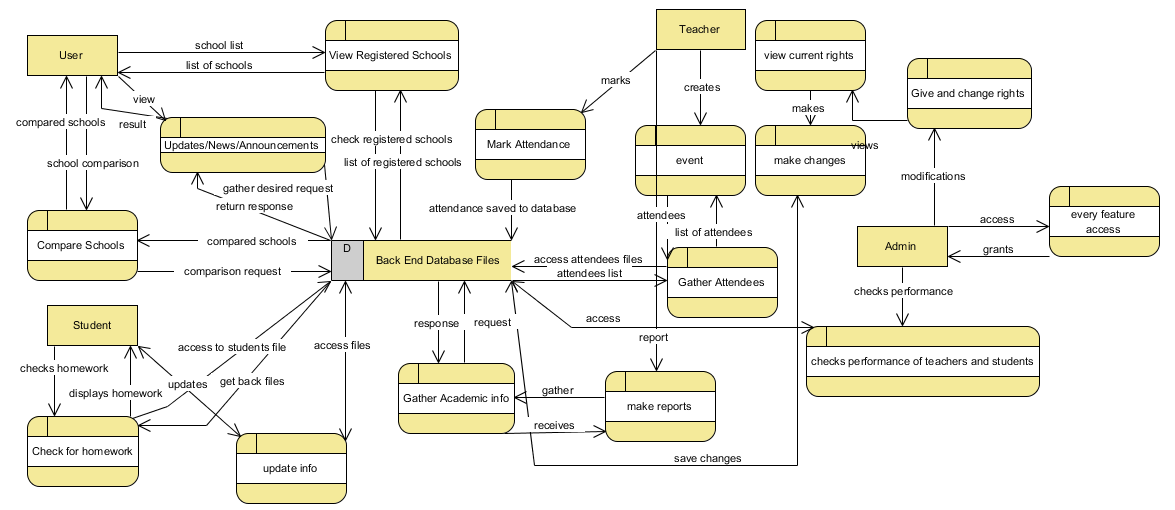 Teacher
User
school list
View Registered Schools
list of schools
view current rights
Give and change rights
marks
creates
makes
view
compared schools
result
Updates/News/Announcements
check registered schools
Mark Attendance
event
make changes
views
school comparison
list of registered schools
modifications
gather desired request
return response
attendance saved to database
attendees
list of attendees
access
every feature
access
Compare Schools
compared schools
D
Back End Database Files
Admin
grants
comparison request
access attendees files
attendees list
Gather Attendees
checks performance
Student
response
request
access
access to students file
access files
report
checks homework
checks performance of teachers and students
displays homework
updates
get back files
gather
Gather Academic info
make reports
receives
Check for homework
update info
save changes